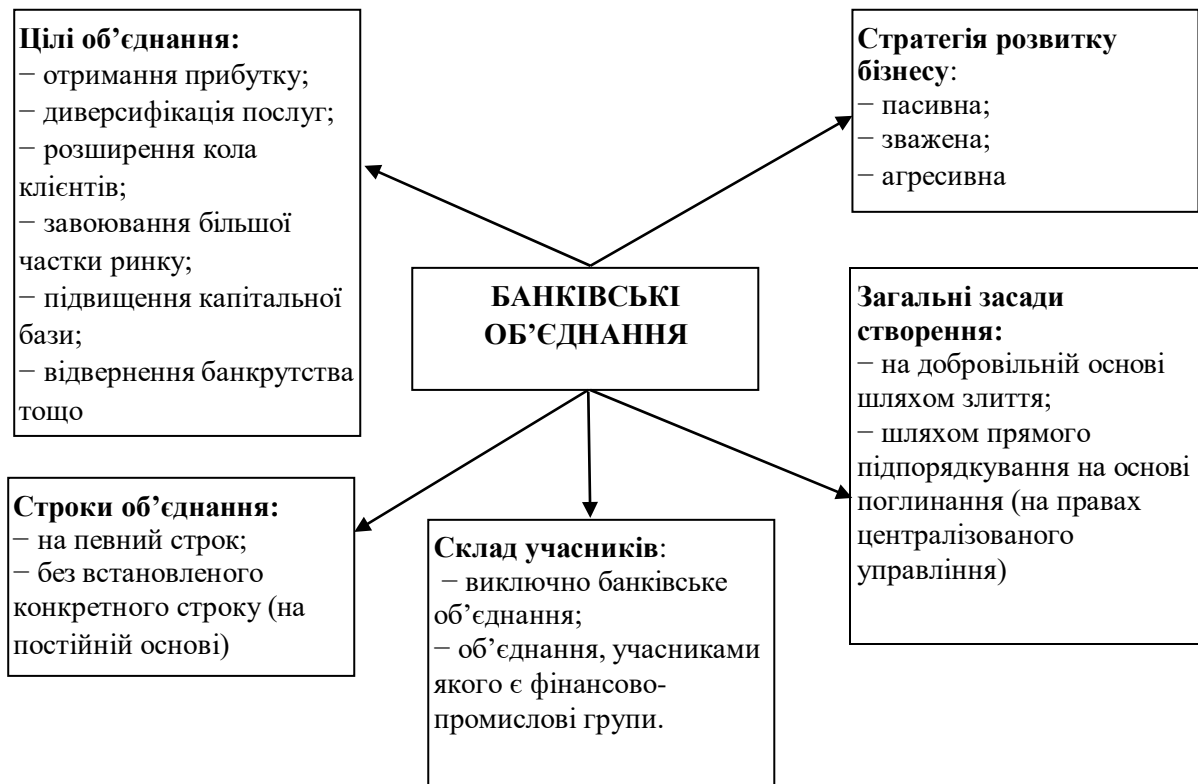 Цілі об’єднання:
− отримання прибутку;
− диверсифікація послуг;
− розширення кола
клієнтів;
− завоювання більшої
частки ринку;
− підвищення капітальної
бази;
− відвернення банкрутства
тощо
Стратегія розвитку
бізнесу:
− пасивна;
− зважена;
− агресивна
БАНКІВСЬКІ
ОБ’ЄДНАННЯ
Загальні засади
створення:
− на добровільній основі
шляхом злиття;
− шляхом прямого
підпорядкування на основі
поглинання (на правах
централізованого
управління)
Строки об’єднання:
− на певний строк;
− без встановленого
конкретного строку (на
постійній основі)
Склад учасників:
− виключно банківське
об’єднання;
− об’єднання, учасниками
якого є фінансово-
промислові групи.